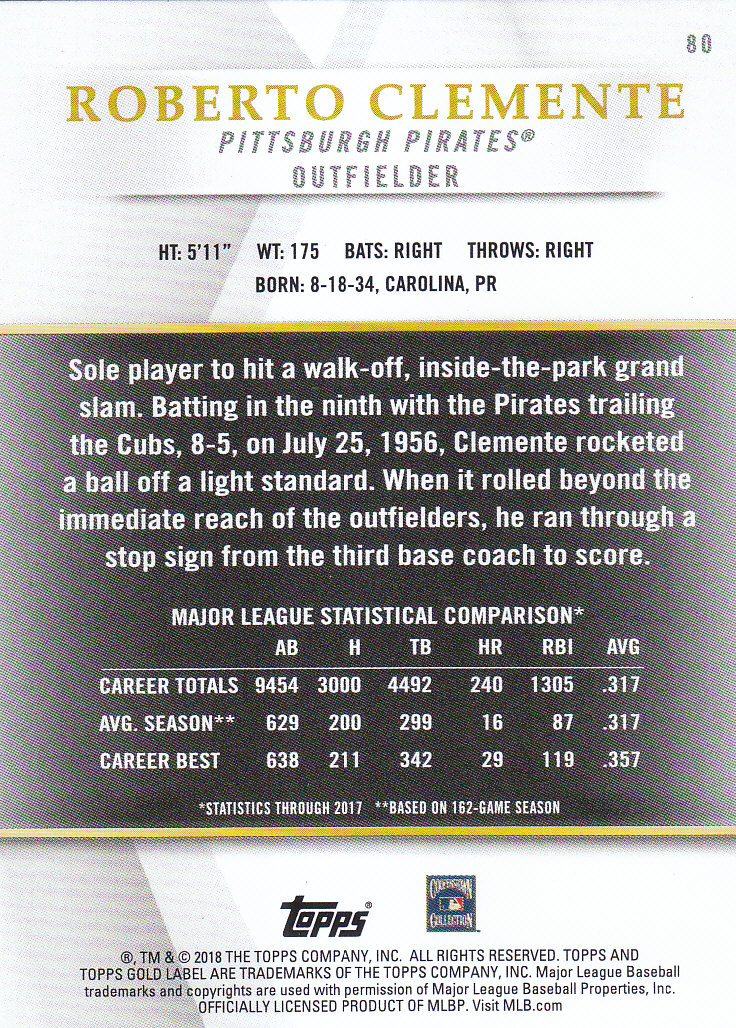 80
ROBERTO CLEMENTE
PITTSBURGH PIRATES®
OUTFIELDER
HT: 5'11" WT: 175 BATS: RIGHT THROWS: RIGHT
BORN: 8-18-34, CAROLINA, PR
Sole player to hit a walk-off, inside-the-park grand
slam. Batting in the ninth with the Pirates trailing
the Cubs, 8-5, on July 25, 1956, Clemente rocketed
a ball off a light standard. When it rolled beyond the
immediate reach of the outfielders, he ran through a
stop sign from the third base coach to score.
MAJOR LEAGUE STATISTICAL COMPARISON*
AB H TB HR RBI AVG
CAREER TOTALS 9454 3000 4492 240 1305 .317
AVG. SEASON** 629 200 299 16 87 .317
CAREER BEST 638 211 342 29 119 .357
*STATISTICS THROUGH 2017 **BASED ON 162-GAME SEASON
Topps®
COOPERSTOWN
COLLECTION
®, TM & © 2018 THE TOPPS COMPANY, INC. ALL RIGHTS RESERVED. TOPPS AND
TOPPS GOLD LABEL ARE TRADEMARKS OF THE TOPPS COMPANY, INC. Major League Baseball
trademarks and copyrights are used with permission of Major League Baseball Properties, Inc.
OFFICIALLY LICENSED PRODUCT OF MLBP. Visit MLB.com